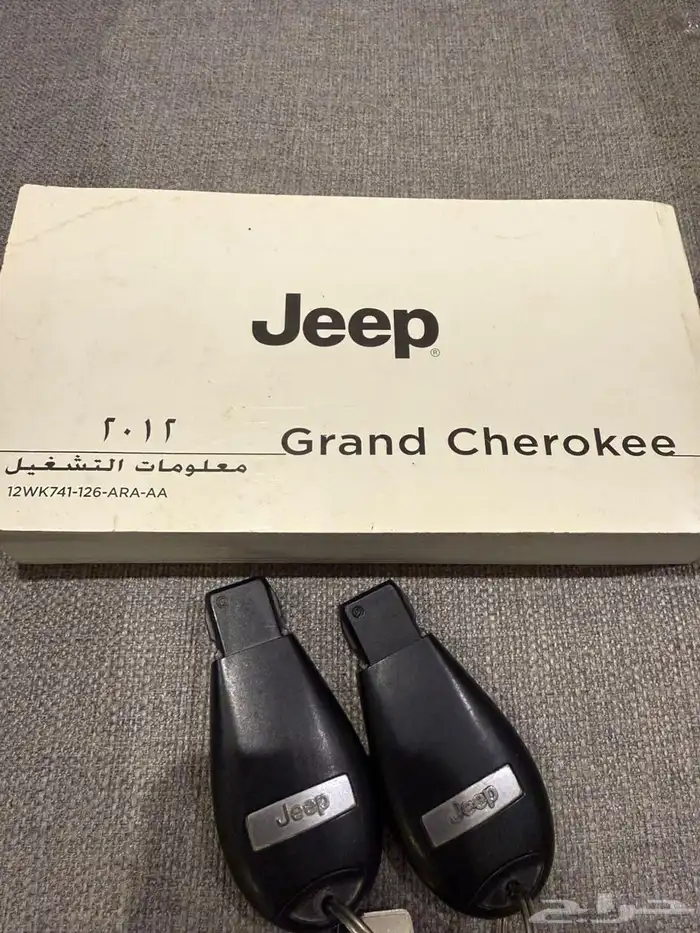 Jeep®
٢٠١٢
Grand Cherokee
معلومات التشغيل
12WK741-126-ARA-AA
Jeep
Jeep
حراج